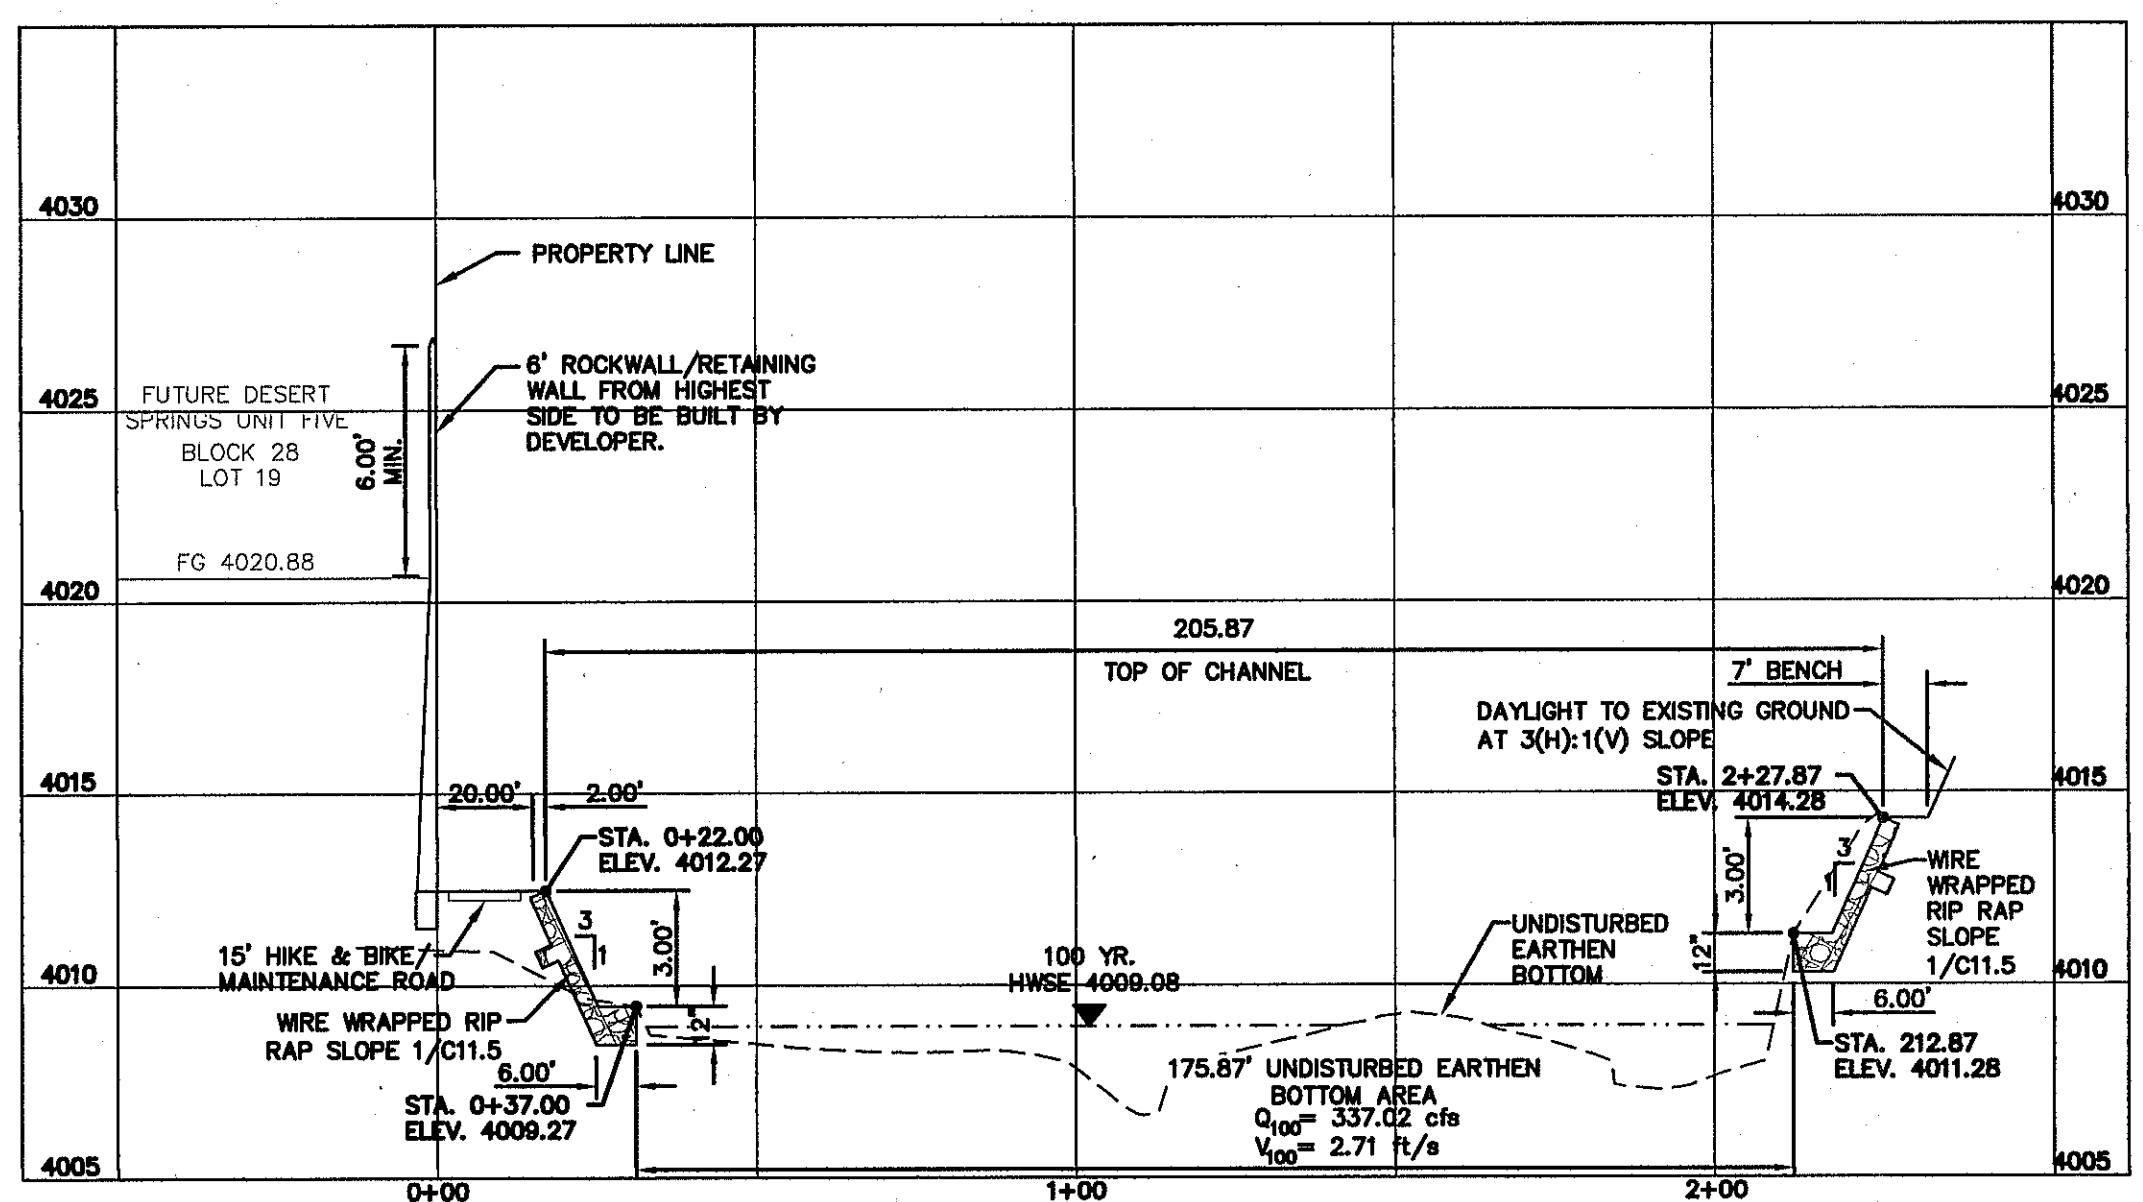 4030
4030
PROPERTY LINE
6' ROCKWALL/RETAINING
WALL FROM HIGHEST
SIDE TO BE BUILT BY
DEVELOPER.
FUTURE DESERT
SPRINGS UNIT FIVE
BLOCK 28
LOT 19
4025
4025
6.00'
MIN.
FG 4020.88
4020
4020
205.87
TOP OF CHANNEL
7' BENCH
DAYLIGHT TO EXISTING GROUND
AT 3(H):1(V) SLOPE
STA. 2+27.87
ELEV. 4014.28
4015
4015
20.00'
2.00'
STA. 0+22.00
ELEV. 4012.27
3
1
3.00'
12"
15' HIKE & BIKE/
MAINTENANCE ROAD
WIRE WRAPPED RIP
RAP SLOPE 1/C11.5
6.00'
STA. 0+37.00
ELEV. 4009.27
100 YR.
HWSE 4009.08
UNDISTURBED
EARTHEN
BOTTOM
3.00'
12"
3
1
WIRE
WRAPPED
RIP RAP
SLOPE
1/C11.5
4010
4010
6.00'
STA. 212.87
ELEV. 4011.28
175.87' UNDISTURBED EARTHEN
BOTTOM AREA
Q100= 337.02 cfs
V100= 2.71 ft/s
4005
4005
0+00
1+00
2+00